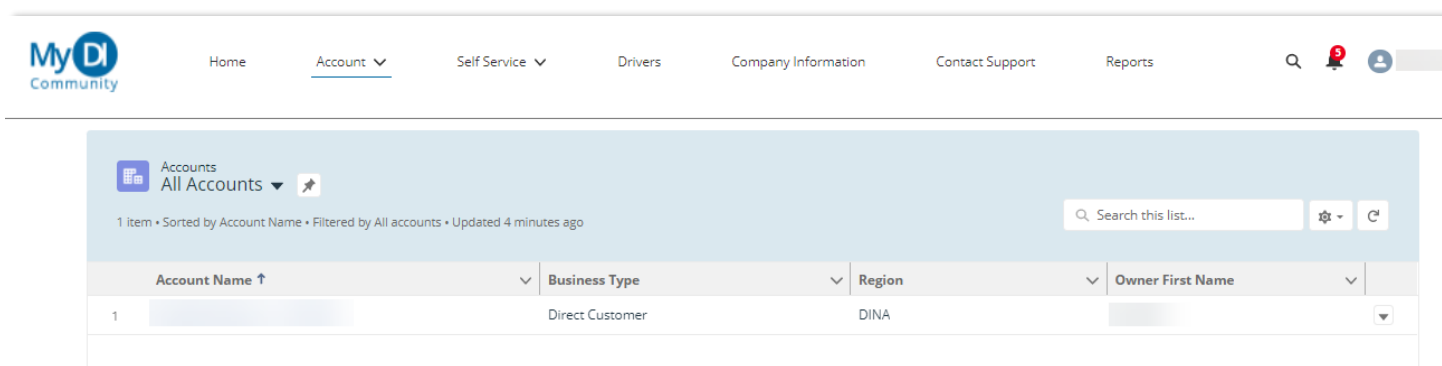 My DI
Community
Home Account Self Service Drivers Company Information Contact Support Reports 5
Accounts
All Accounts
1 item • Sorted by Account Name • Filtered by All accounts • Updated 4 minutes ago
Search this list...
Account Name ↑ Business Type Region Owner First Name
1 Direct Customer DINA